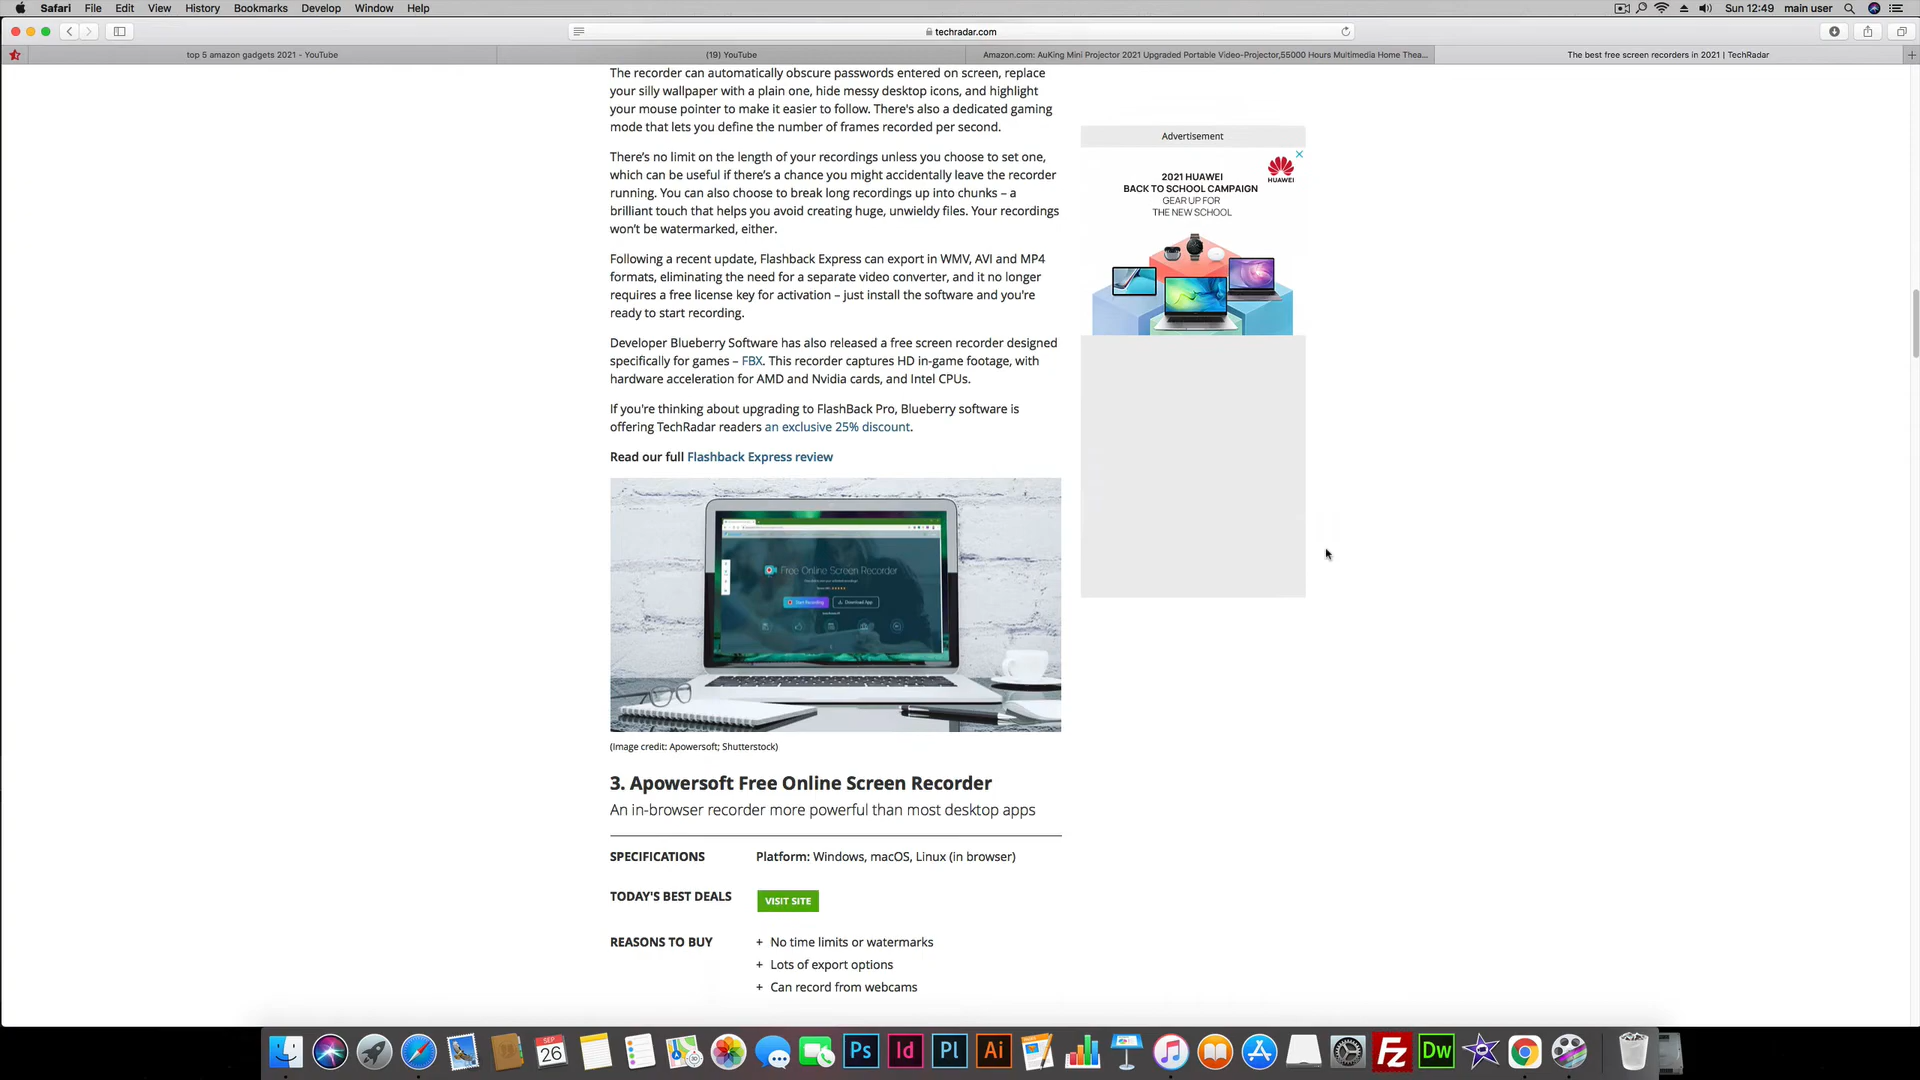 Safari File Edit View History Bookmarks Develop Window Help
Sun 12:49 main user
techradar.com
top 5 amazon gadgets 2021 - YouTube
(19) YouTube
Amazon.com: AuKing Mini Projector 2021 Upgraded Portable Video-Projector,55000 Hours Multimedia Home Thea...
The best free screen recorders in 2021 | TechRadar
The recorder can automatically obscure passwords entered on screen, replace
your silly wallpaper with a plain one, hide messy desktop icons, and highlight
your mouse pointer to make it easier to follow. There's also a dedicated gaming
mode that lets you define the number of frames recorded per second.
There's no limit on the length of your recordings unless you choose to set one,
which can be useful if there's a chance you might accidentally leave the recorder
running. You can also choose to break long recordings up into chunks – a
brilliant touch that helps you avoid creating huge, unwieldy files. Your recordings
won't be watermarked, either.
Following a recent update, Flashback Express can export in WMV, AVI and MP4
formats, eliminating the need for a separate video converter, and it no longer
requires a free license key for activation – just install the software and you're
ready to start recording.
Developer Blueberry Software has also released a free screen recorder designed
specifically for games – FBX. This recorder captures HD in-game footage, with
hardware acceleration for AMD and Nvidia cards, and Intel CPUs.
If you're thinking about upgrading to FlashBack Pro, Blueberry software is
offering TechRadar readers an exclusive 25% discount.
Read our full Flashback Express review
Advertisement
HUAWEI
2021 HUAWEI
BACK TO SCHOOL CAMPAIGN
GEAR UP FOR
THE NEW SCHOOL
Free Online Screen Recorder
Start Recording
Download App
(Image credit: Apowersoft; Shutterstock)
3. Apowersoft Free Online Screen Recorder
An in-browser recorder more powerful than most desktop apps
SPECIFICATIONS Platform: Windows, macOS, Linux (in browser)
TODAY'S BEST DEALS VISIT SITE
REASONS TO BUY + No time limits or watermarks
+ Lots of export options
+ Can record from webcams
SEP
26
Ps
Id
Pl
Ai
Fz
Dw